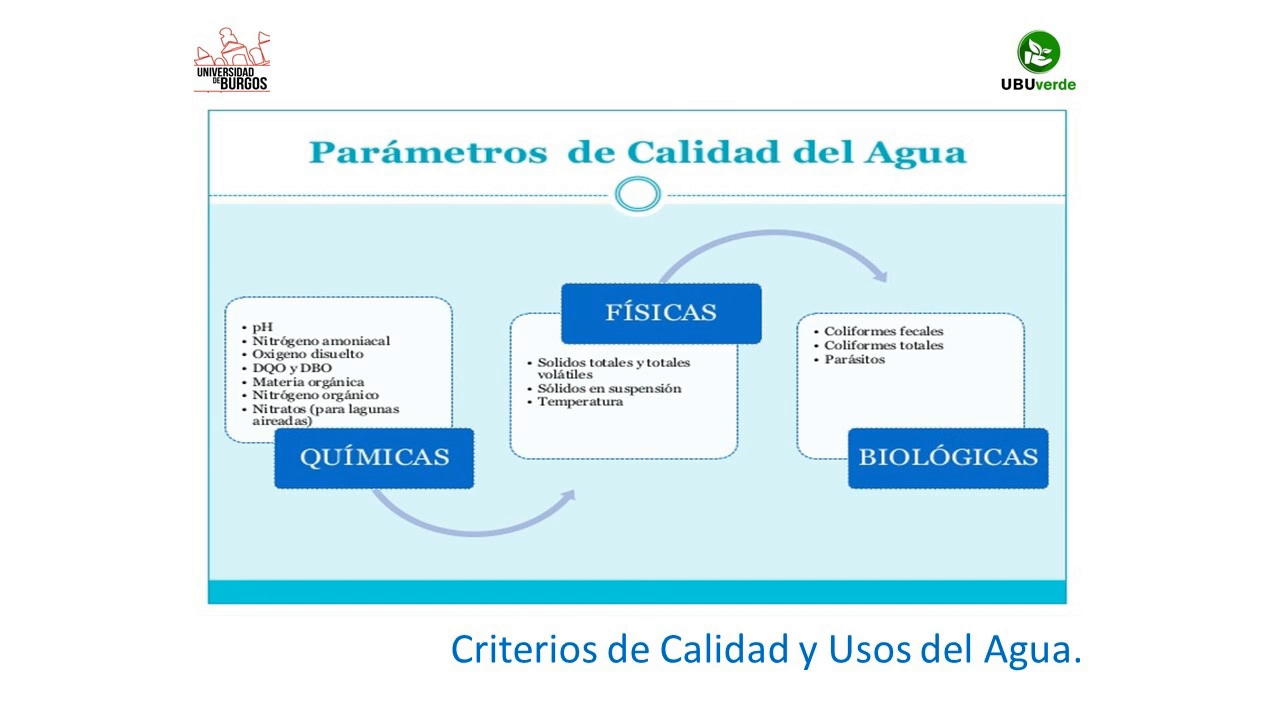 UNIVERSIDAD
DE BURGOS
UBUverde
Parámetros de Calidad del Agua
• pH
• Nitrógeno amoniacal
• Oxigeno disuelto
• DQO y DBO
• Materia orgánica
• Nitrógeno orgánico
• Nitratos (para lagunas
aireadas)
QUÍMICAS
FÍSICAS
• Solidos totales y totales
volátiles
• Sólidos en suspensión
• Temperatura
• Coliformes fecales
• Coliformes totales
• Parásitos
BIOLÓGICAS
Criterios de Calidad y Usos del Agua.